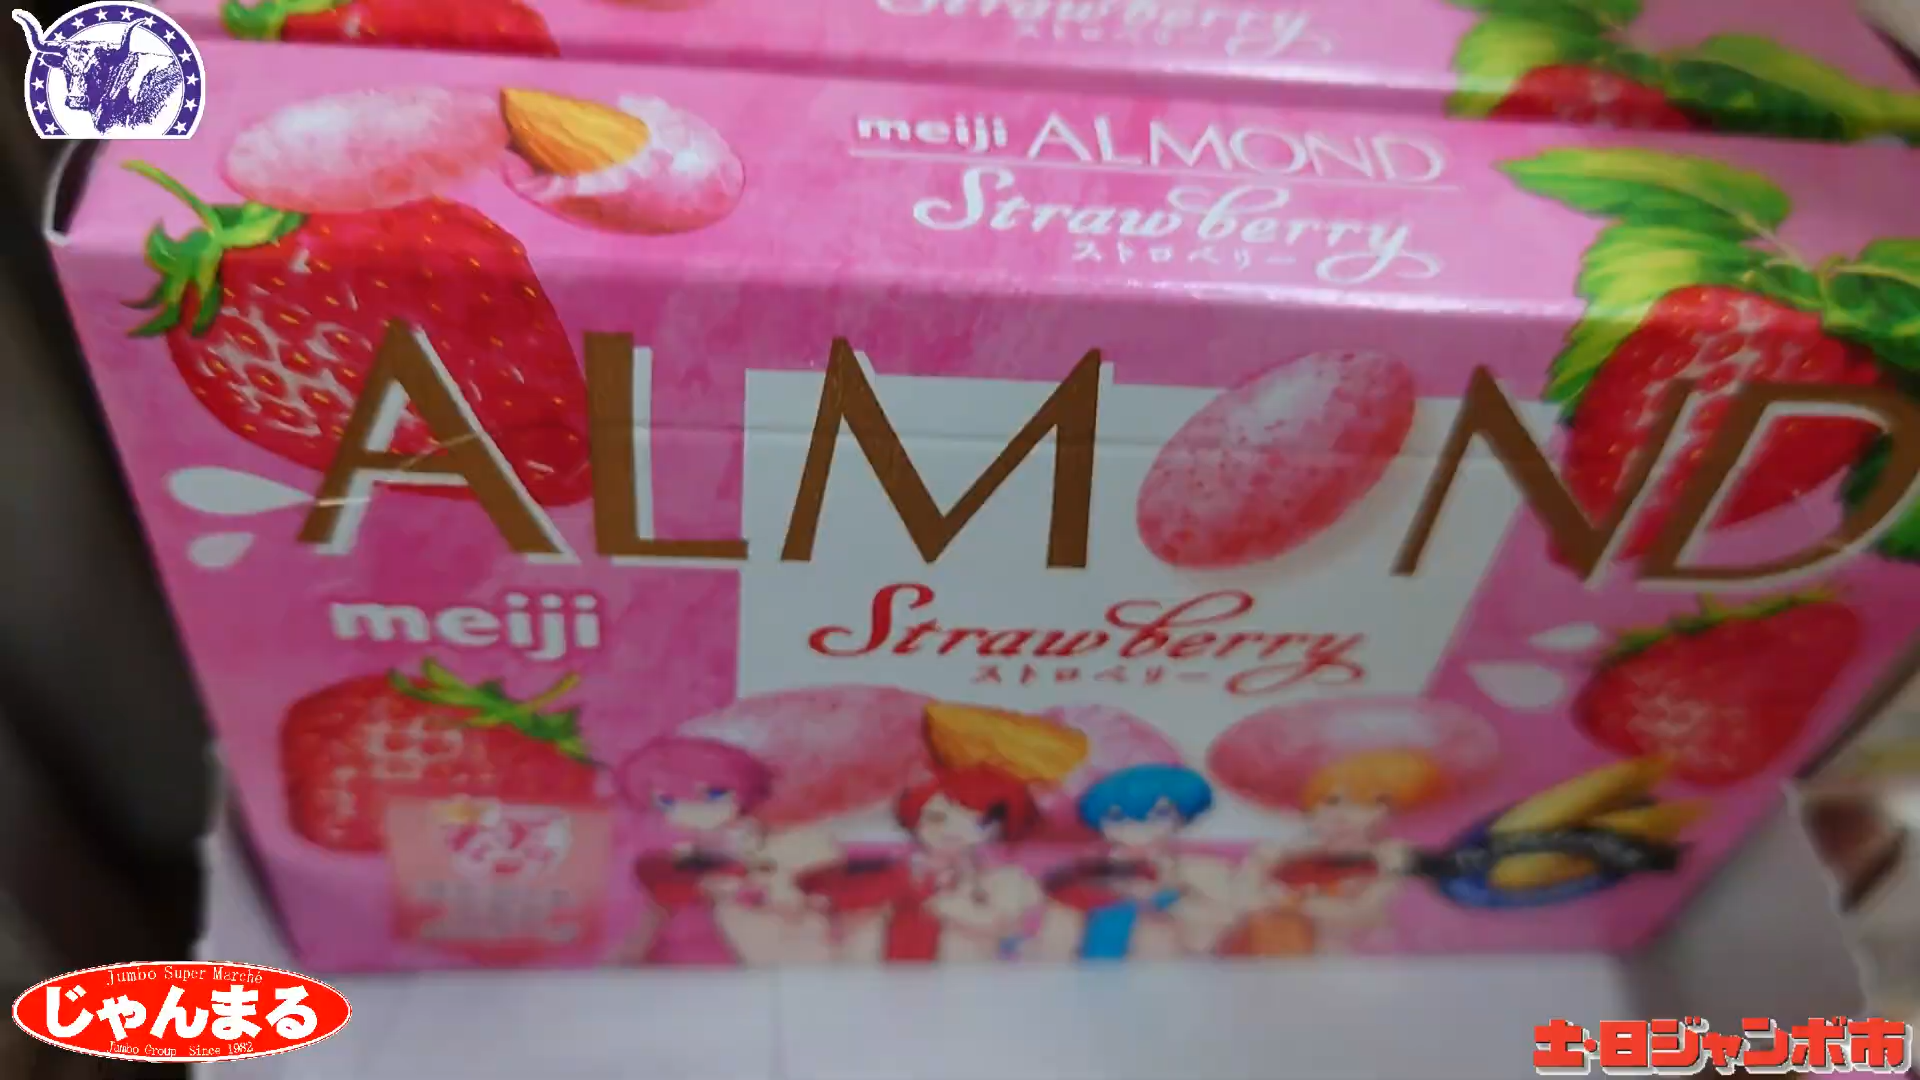 Strawberry
meiji ALMOND
Strawberry
ストロベリー
ALMOND
meiji
Strawberry
ストロベリー
Jumbo Super Marché
じゃんまる
Jumbo Group Since 1982
土・日ジャンボ市